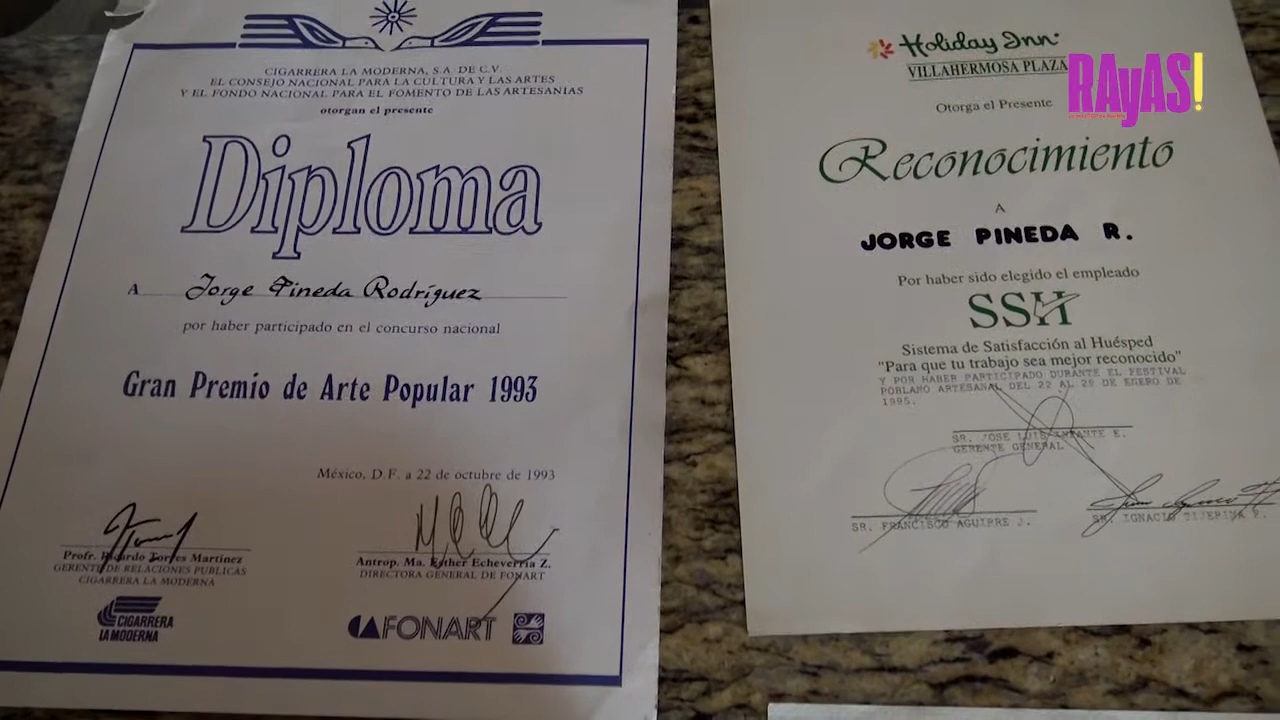 CIGARRERA LA MODERNA, S.A. DE C.V.
EL CONSEJO NACIONAL PARA LA CULTURA Y LAS ARTES
Y EL FONDO NACIONAL PARA EL FOMENTO DE LAS ARTESANIAS
otorgan el presente
Diploma
A Jorge Pineda Rodríguez
por haber participado en el concurso nacional
Gran Premio de Arte Popular 1993
México, D.F. a 22 de octubre de 1993
Profr. Ricardo Torres Martínez
GERENTE DE RELACIONES PUBLICAS
CIGARRERA LA MODERNA
Antrop. Ma. Esther Echeverría Z.
DIRECTORA GENERAL DE FONART
CIGARRERA
LA MODERNA
FONART
Holiday Inn
VILLAHERMOSA PLAZA
RAyAS!
Otorga el Presente
Reconocimiento
A
JORGE PINEDA R.
Por haber sido elegido el empleado
SSH
Sistema de Satisfacción al Huésped
"Para que tu trabajo sea mejor reconocido"
Y POR HABER PARTICIPADO DURANTE EL FESTIVAL
POBLANO ARTESANAL DEL 22 AL 28 DE ENERO DE
1995.
SR. JOSE LUIS INFANTE E.
GERENTE GENERAL
SR. FRANCISCO AGUIRRE J.
SR. IGNACIO TIJERINA R.